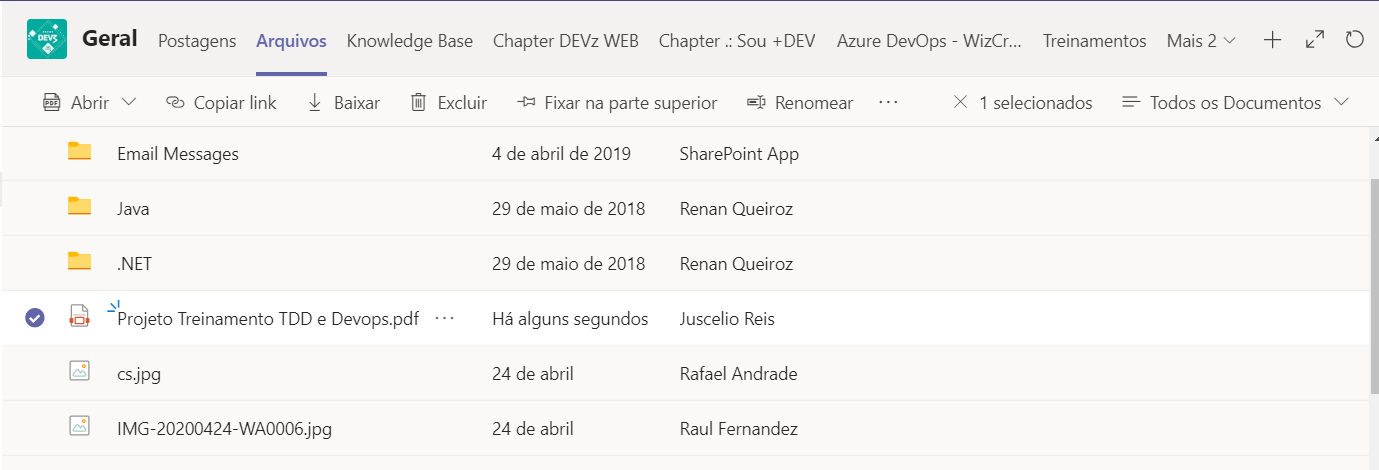 DEVS
Geral Postagens Arquivos Knowledge Base Chapter DEVz WEB Chapter .: Sou +DEV Azure DevOps - WizCr... Treinamentos Mais 2
PDF Abrir Copiar link Baixar Excluir Fixar na parte superior Renomear ... 1 selecionados Todos os Documentos
Email Messages 4 de abril de 2019 SharePoint App
Java 29 de maio de 2018 Renan Queiroz
.NET 29 de maio de 2018 Renan Queiroz
Projeto Treinamento TDD e Devops.pdf ... Há alguns segundos Juscelio Reis
cs.jpg 24 de abril Rafael Andrade
IMG-20200424-WA0006.jpg 24 de abril Raul Fernandez